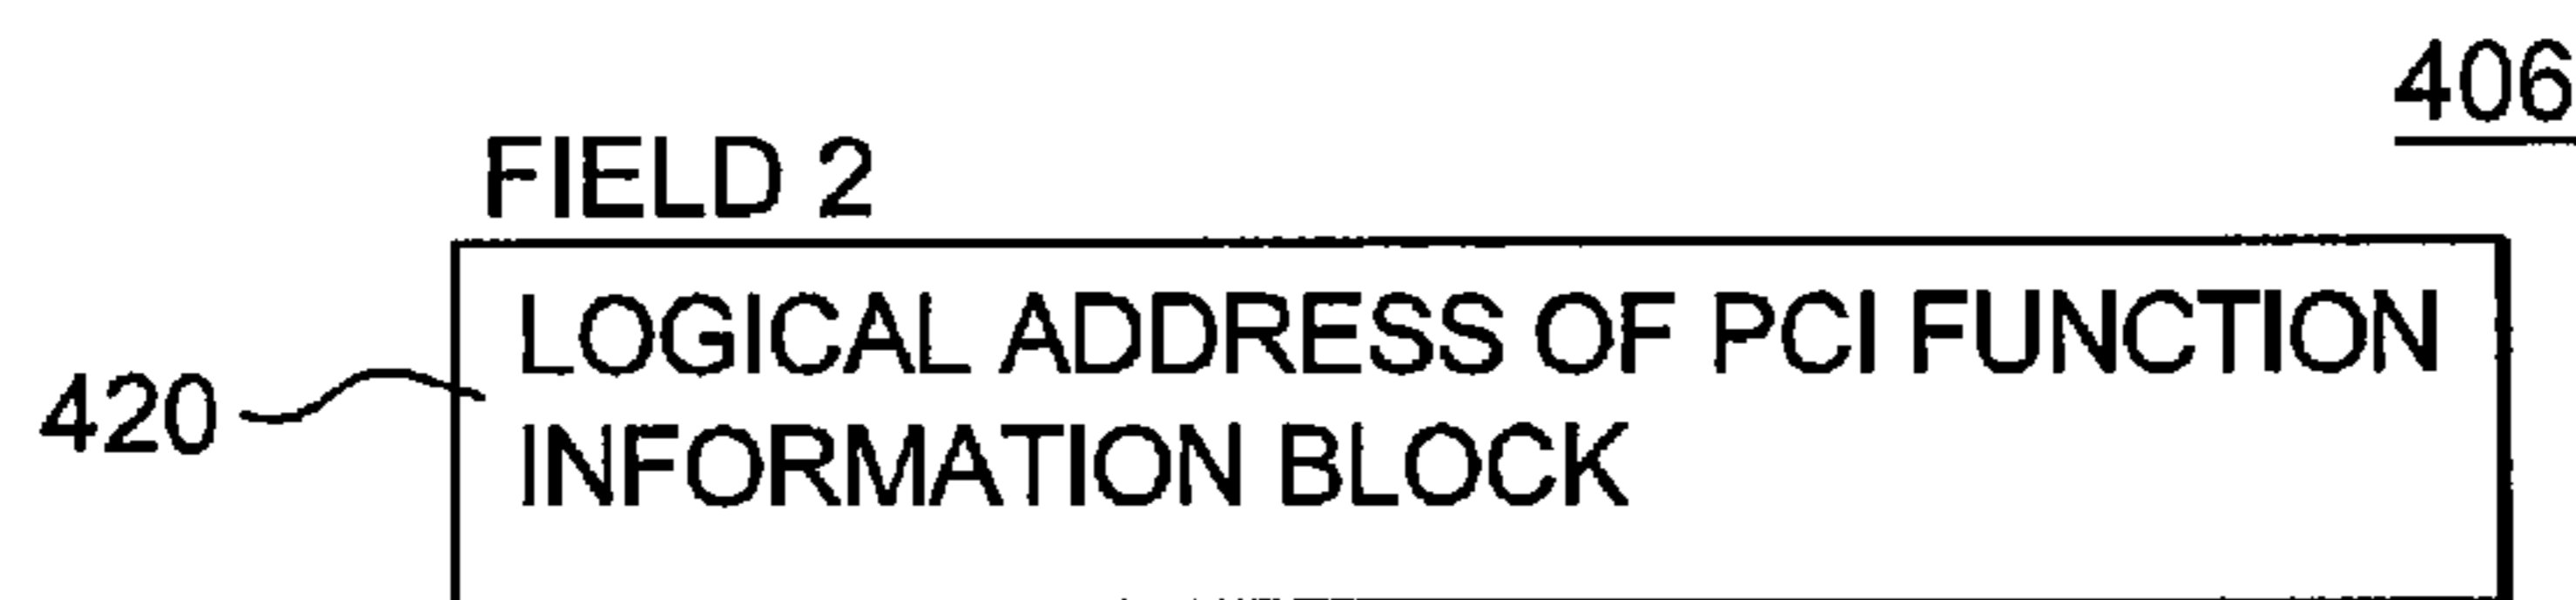 406
FIELD 2
LOGICAL ADDRESS OF PCI FUNCTION
420
INFORMATION BLOCK